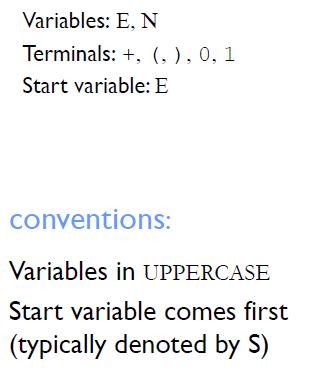 Variables: E, N
Terminals: +, (, ), 0, 1
Start variable: E
conventions:
Variables in UPPERCASE
Start variable comes first
(typically denoted by S)